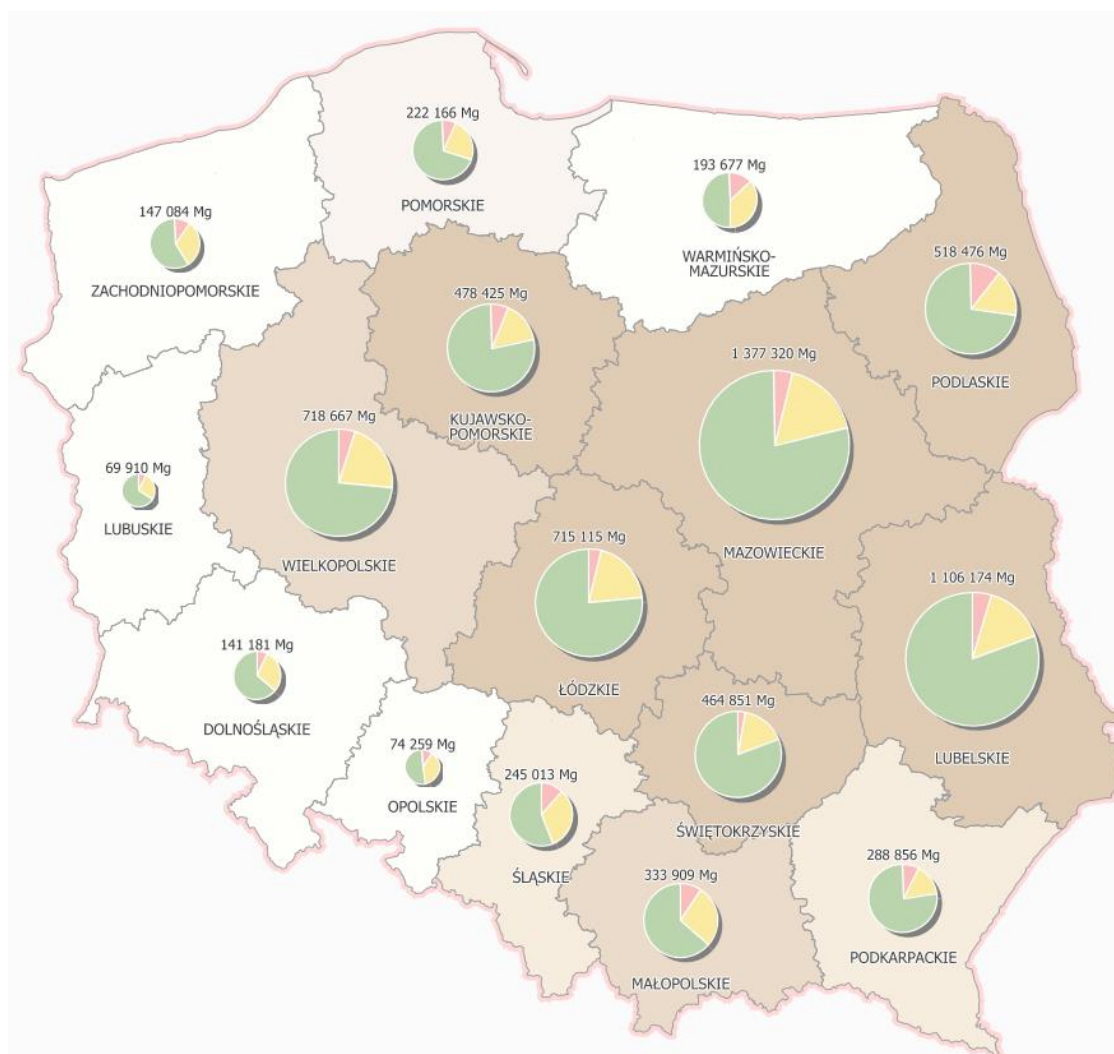 222 166 Mg
POMORSKIE
193 677 Mg
WARMIŃSKO-
MAZURSKIE
147 084 Mg
ZACHODNIOPOMORSKIE
518 476 Mg
PODLASKIE
478 425 Mg
KUJAWSKO-
POMORSKIE
1 377 320 Mg
MAZOWIECKIE
718 667 Mg
WIELKOPOLSKIE
69 910 Mg
LUBUSKIE
715 115 Mg
ŁÓDZKIE
1 106 174 Mg
LUBELSKIE
141 181 Mg
DOLNOŚLĄSKIE
464 851 Mg
ŚWIĘTOKRZYSKIE
74 259 Mg
OPOLSKIE
245 013 Mg
ŚLĄSKIE
333 909 Mg
MAŁOPOLSKIE
288 856 Mg
PODKARPACKIE